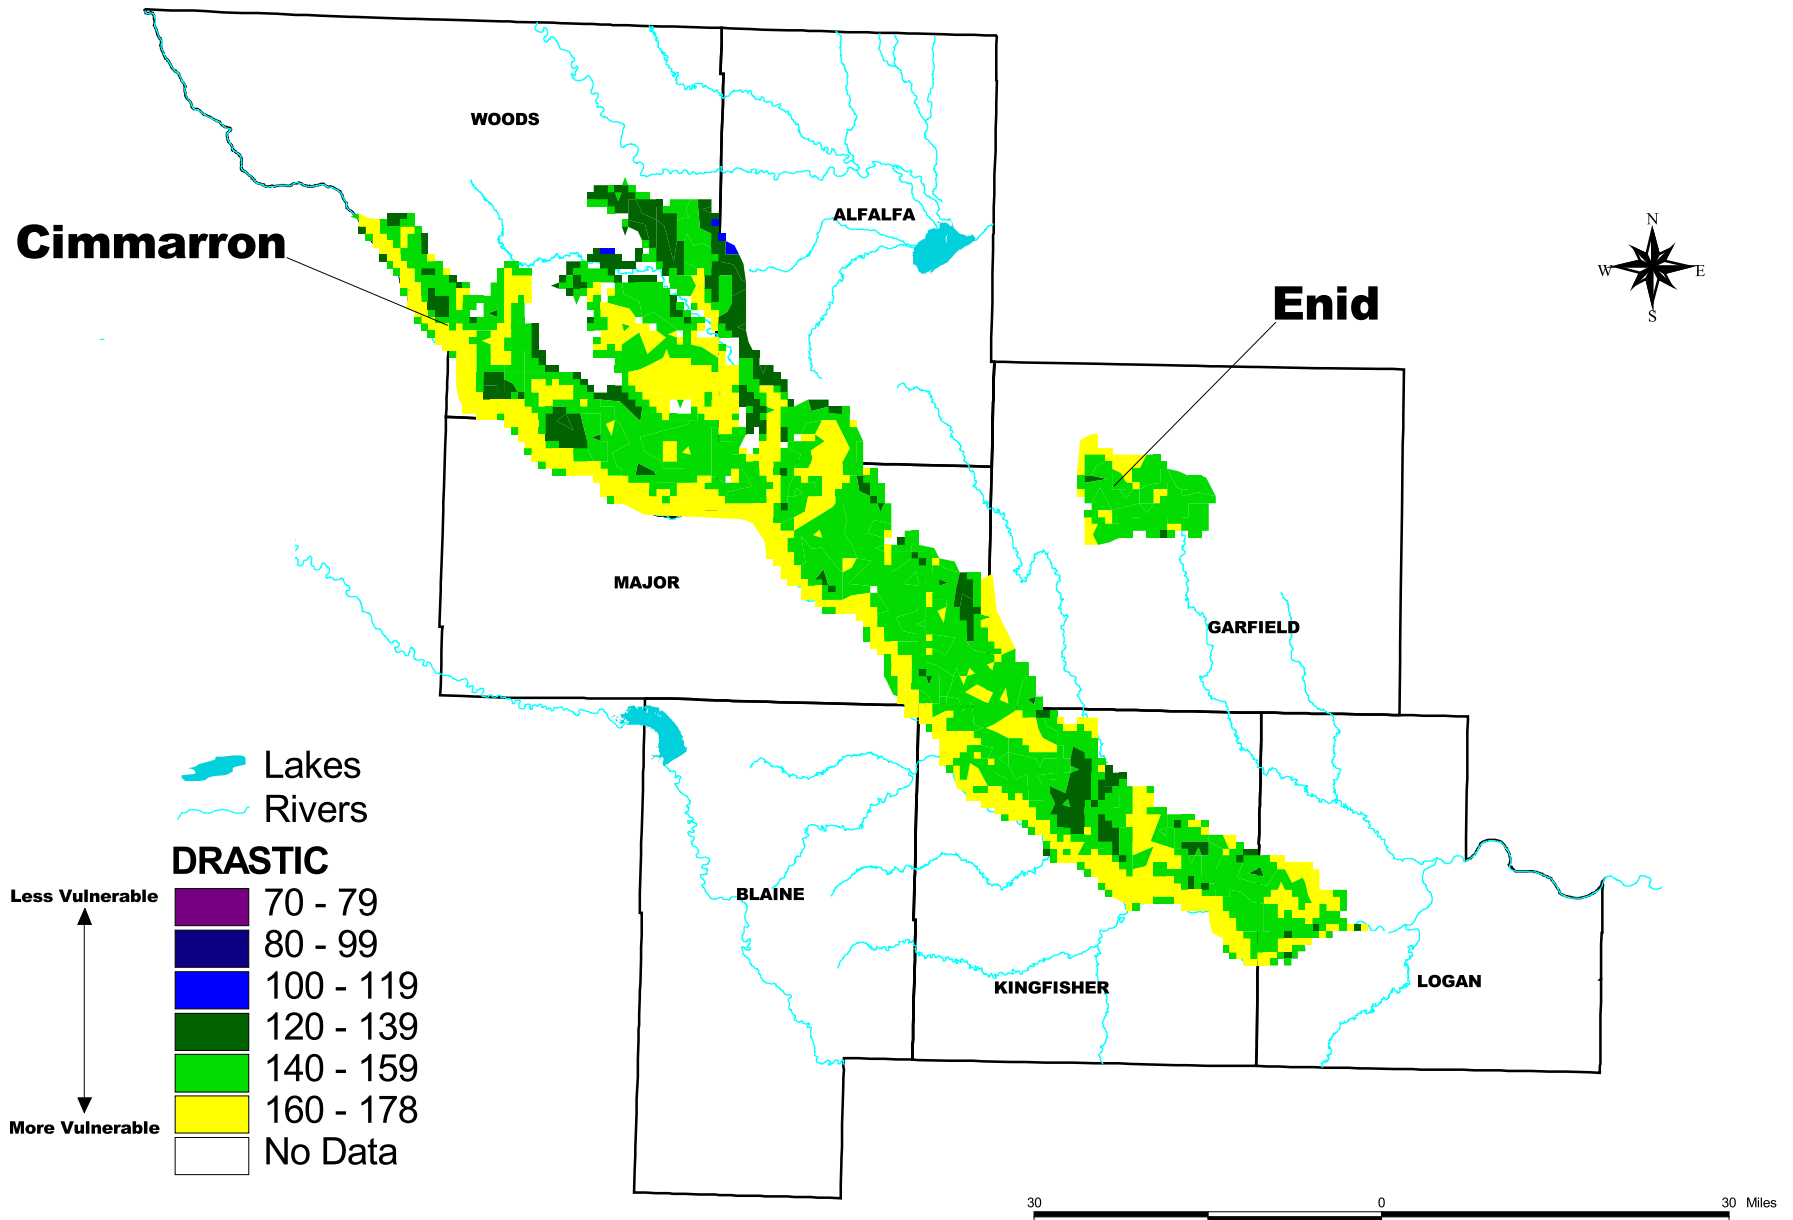 WOODS
ALFALFA
Cimmarron
N
W E
S
Enid
MAJOR
GARFIELD
Lakes
Rivers
DRASTIC
Less Vulnerable
70 - 79
80 - 99
100 - 119
120 - 139
140 - 159
160 - 178
More Vulnerable
No Data
BLAINE
KINGFISHER
LOGAN
30 0 30 Miles